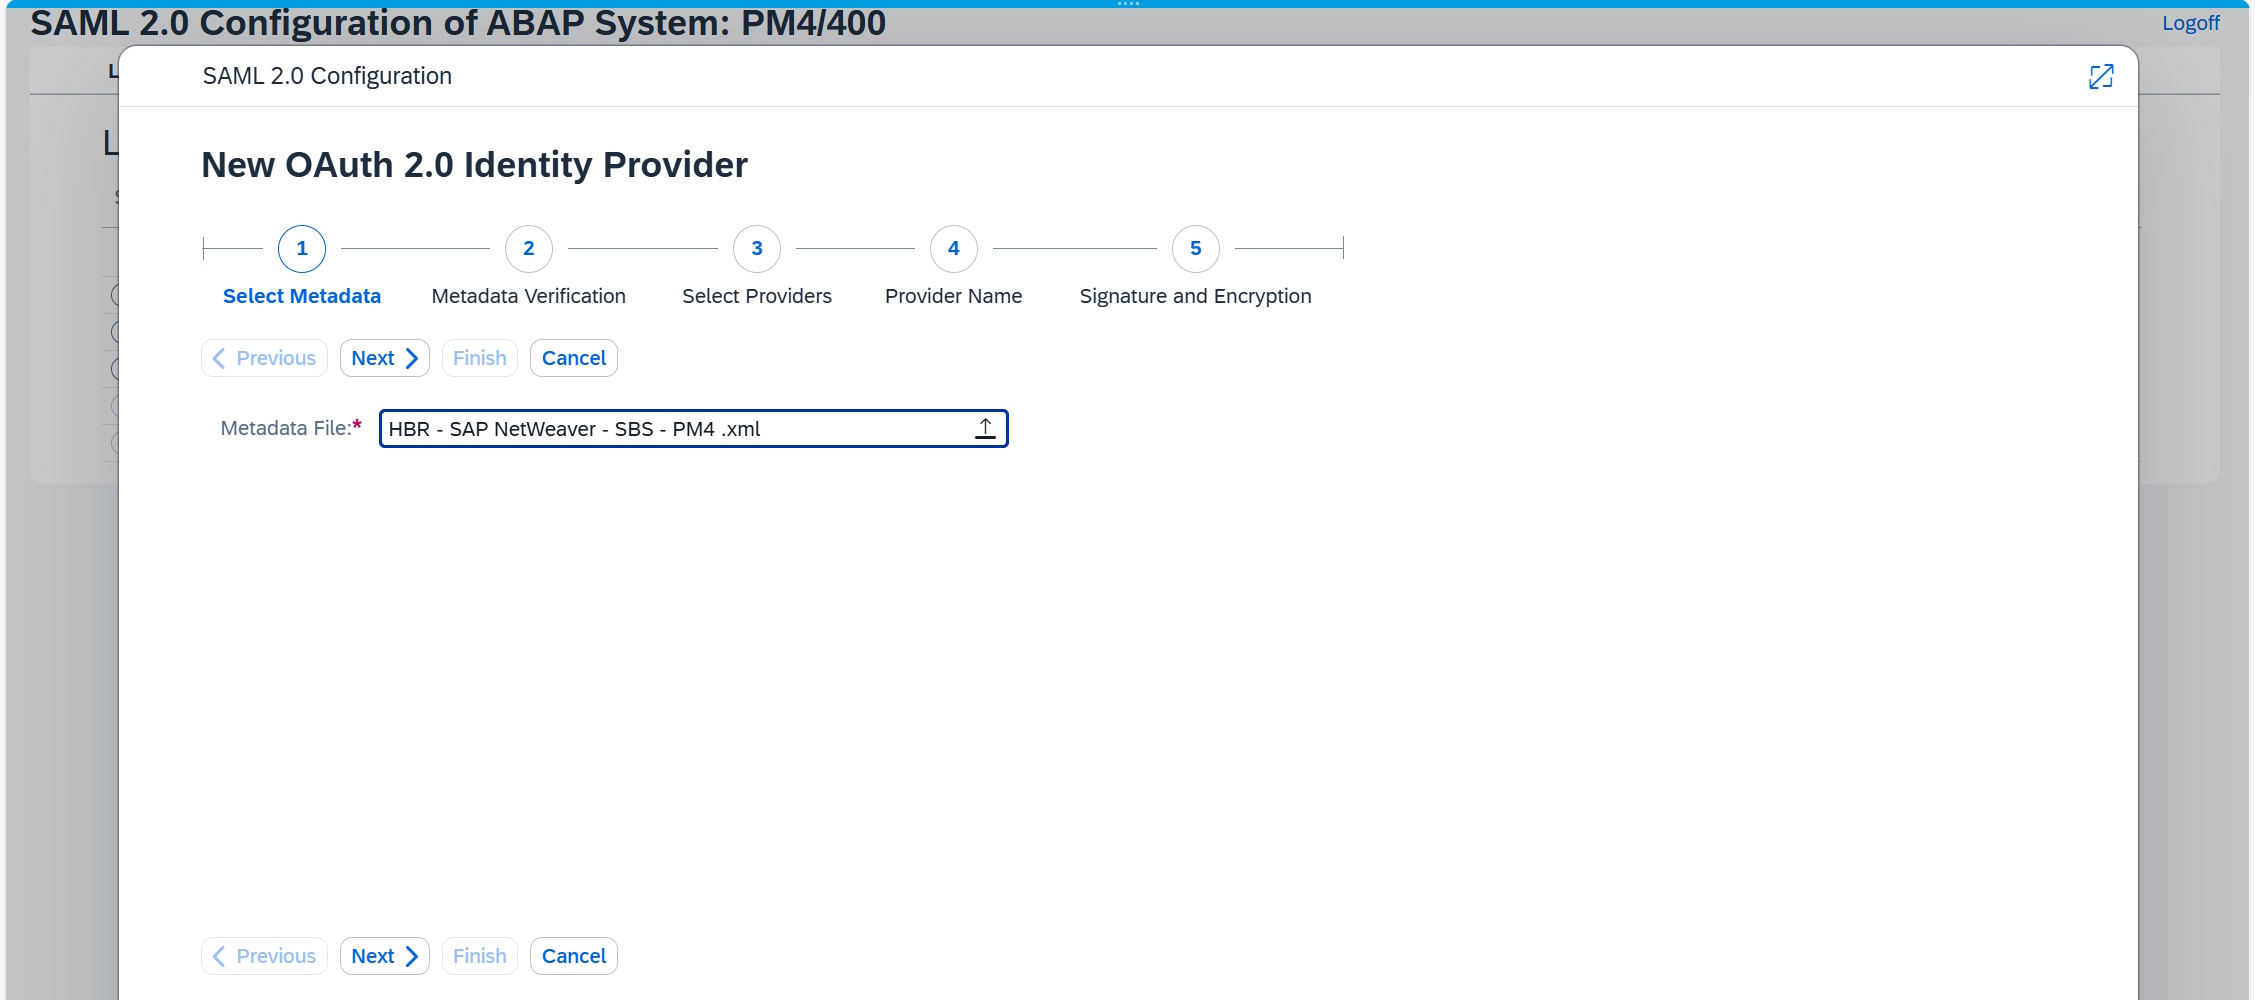 SAML 2.0 Configuration of ABAP System: PM4/400
Logoff
SAML 2.0 Configuration
New OAuth 2.0 Identity Provider
1
2
3
4
5
Select Metadata
Metadata Verification
Select Providers
Provider Name
Signature and Encryption
Previous
Next
Finish
Cancel
Metadata File:*
HBR - SAP NetWeaver - SBS - PM4 .xml
Previous
Next
Finish
Cancel